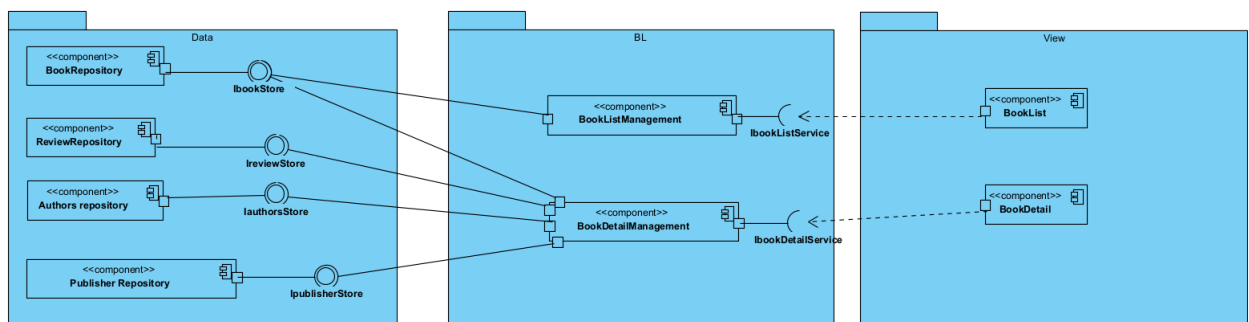 Data
<<component>>
BookRepository
IbookStore
<<component>>
ReviewRepository
IreviewStore
<<component>>
Authors repository
IauthorsStore
<<component>>
Publisher Repository
IpublisherStore
BL
<<component>>
BookListManagement
IbookListService
<<component>>
BookDetailManagement
IbookDetailService
View
<<component>>
BookList
<<component>>
BookDetail